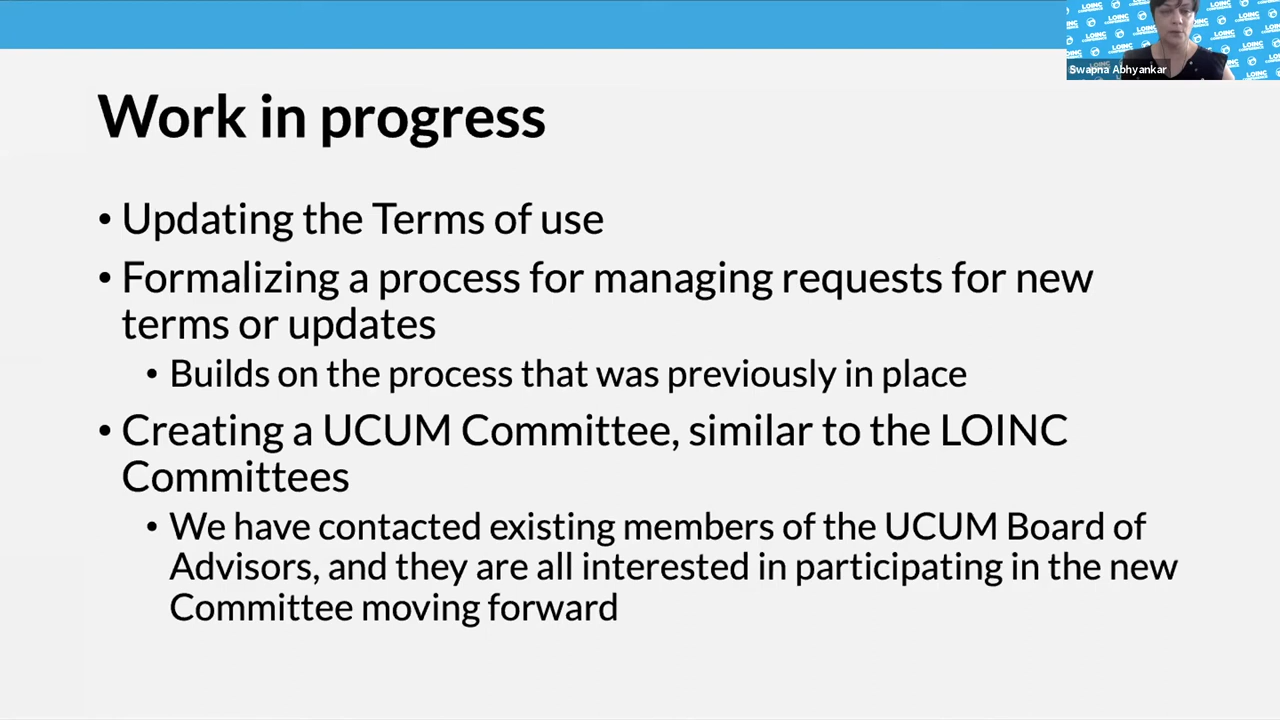 Swapna Abhyankar
Work in progress
• Updating the Terms of use
• Formalizing a process for managing requests for new
terms or updates
• Builds on the process that was previously in place
• Creating a UCUM Committee, similar to the LOINC
Committees
• We have contacted existing members of the UCUM Board of
Advisors, and they are all interested in participating in the new
Committee moving forward